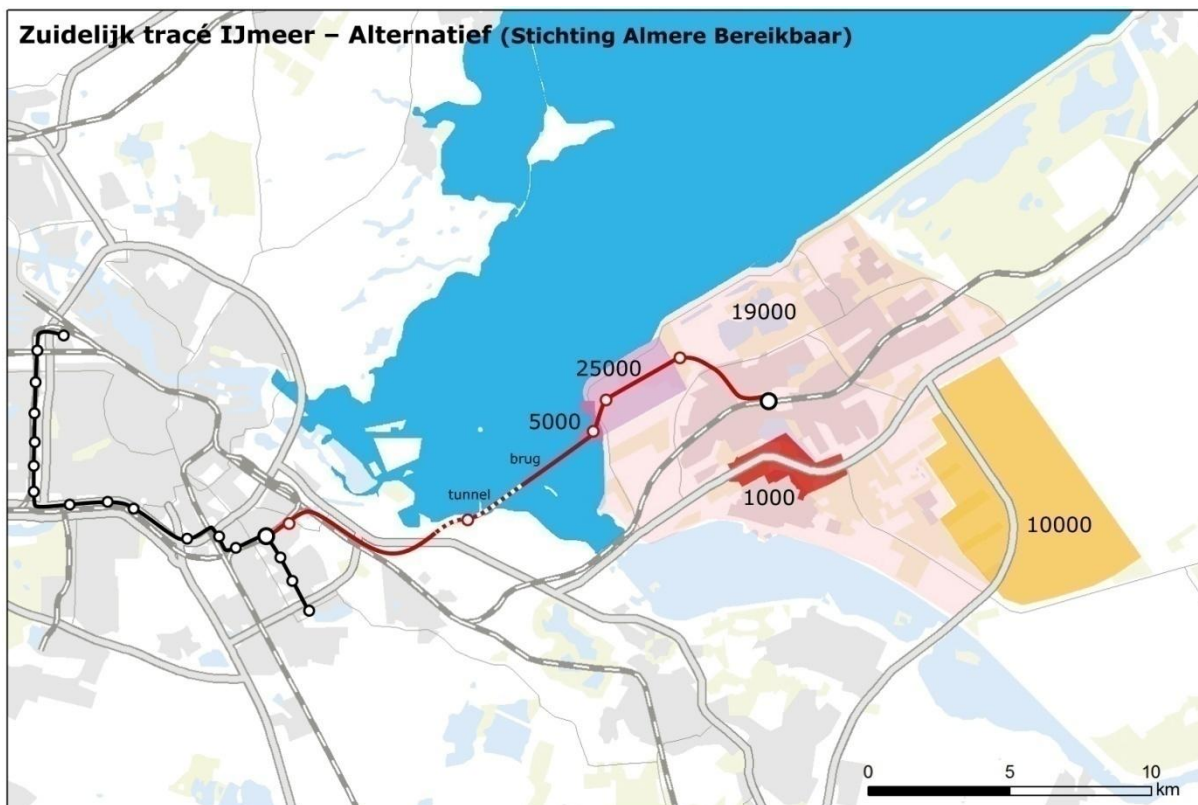 Zuidelijk tracé IJmeer – Alternatief (Stichting Almere Bereikbaar)
19000
25000
5000
brug
tunnel
1000
10000
0 5 10
km